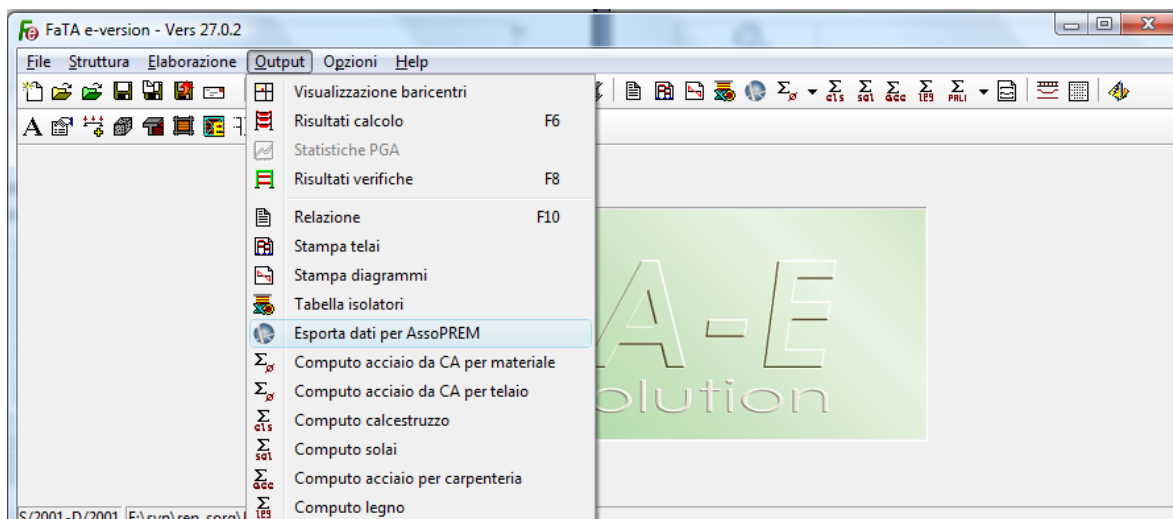 FaTA e-version - Vers 27.0.2
File Struttura Elaborazione Output Opzioni Help
Visualizzazione baricentri
Risultati calcolo F6
Statistiche PGA
Risultati verifiche F8
Relazione F10
Stampa telai
Stampa diagrammi
Tabella isolatori
Esporta dati per AssoPREM
Computo acciaio da CA per materiale
Computo acciaio da CA per telaio
Computo calcestruzzo
Computo solai
Computo acciaio per carpenteria
Computo legno
A-E
olution